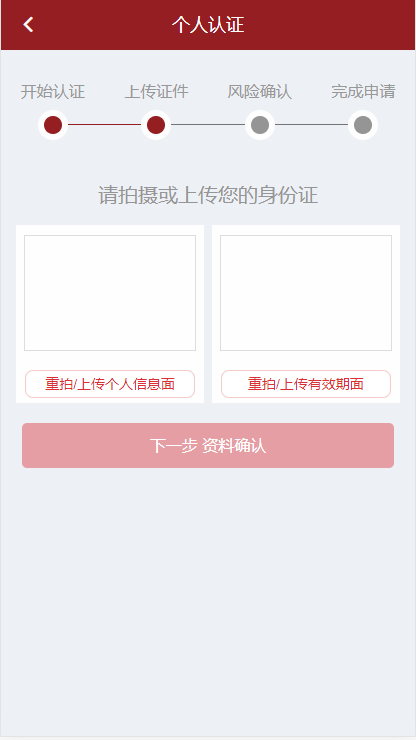 个人认证
开始认证 上传证件 风险确认 完成申请
请拍摄或上传您的身份证
重拍/上传个人信息面 重拍/上传有效期面
下一步 资料确认